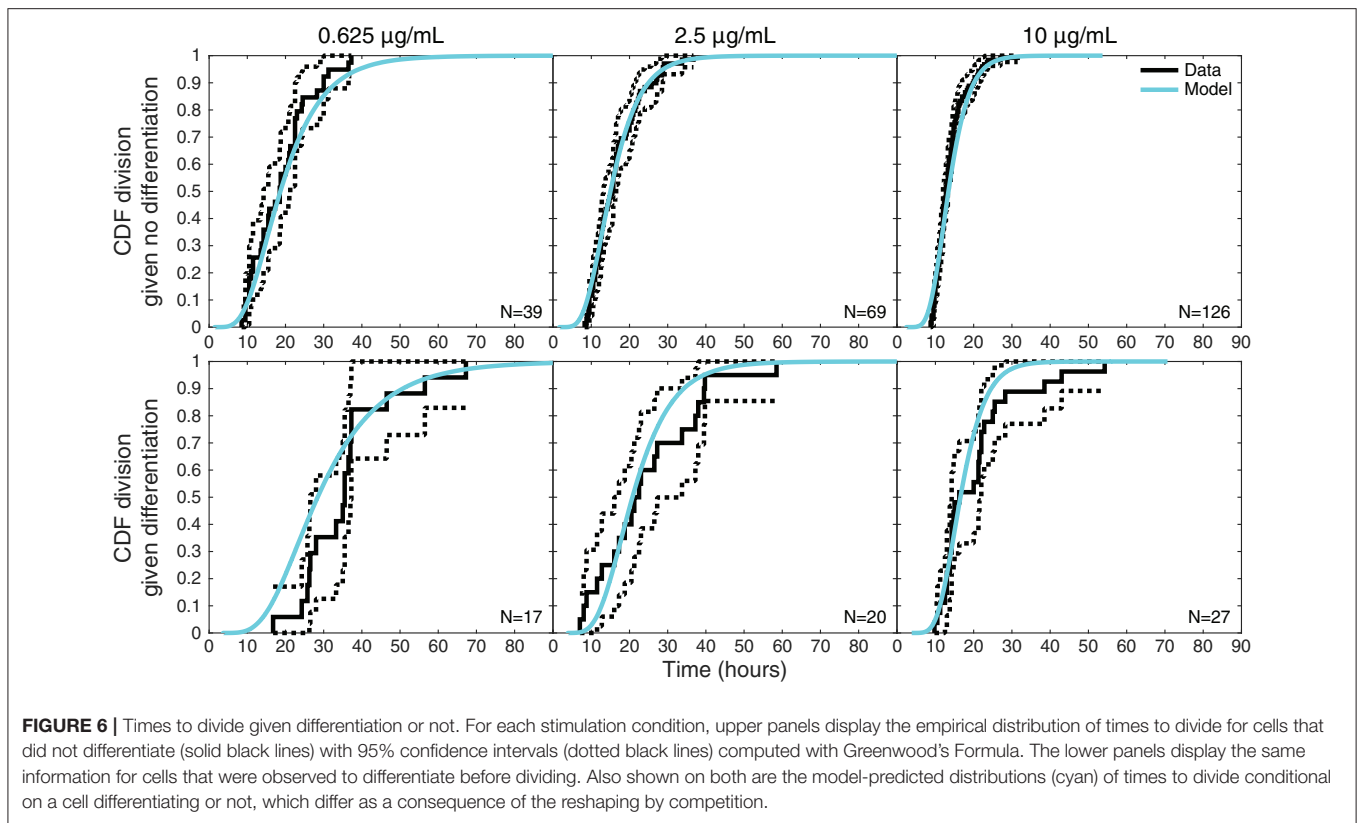 0.625 µg/mL 2.5 µg/mL 10 µg/mL
CDF division
given no differentiation
1
0.9
0.8
0.7
0.6
0.5
0.4
0.3
0.2
0.1
0
Data
Model
N=39 N=69 N=126
0 10 20 30 40 50 60 70 80 0 10 20 30 40 50 60 70 80 0 10 20 30 40 50 60 70 80 90
CDF division
given differentiation
1
0.9
0.8
0.7
0.6
0.5
0.4
0.3
0.2
0.1
0
N=17 N=20 N=27
0 10 20 30 40 50 60 70 80 0 10 20 30 40 50 60 70 80 0 10 20 30 40 50 60 70 80 90
Time (hours)
FIGURE 6 | Times to divide given differentiation or not. For each stimulation condition, upper panels display the empirical distribution of times to divide for cells that
did not differentiate (solid black lines) with 95% confidence intervals (dotted black lines) computed with Greenwood's Formula. The lower panels display the same
information for cells that were observed to differentiate before dividing. Also shown on both are the model-predicted distributions (cyan) of times to divide conditional
on a cell differentiating or not, which differ as a consequence of the reshaping by competition.